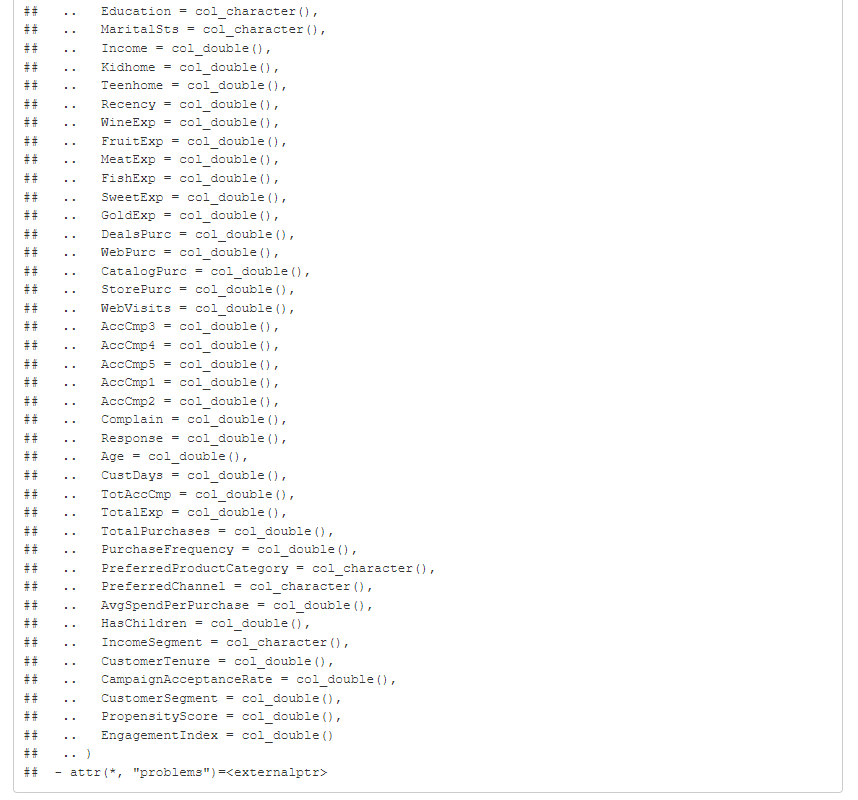 ##   ..   Education = col_character(),
##   ..   MaritalSts = col_character(),
##   ..   Income = col_double(),
##   ..   Kidhome = col_double(),
##   ..   Teenhome = col_double(),
##   ..   Recency = col_double(),
##   ..   WineExp = col_double(),
##   ..   FruitExp = col_double(),
##   ..   MeatExp = col_double(),
##   ..   FishExp = col_double(),
##   ..   SweetExp = col_double(),
##   ..   GoldExp = col_double(),
##   ..   DealsPurc = col_double(),
##   ..   WebPurc = col_double(),
##   ..   CatalogPurc = col_double(),
##   ..   StorePurc = col_double(),
##   ..   WebVisits = col_double(),
##   ..   AccCmp3 = col_double(),
##   ..   AccCmp4 = col_double(),
##   ..   AccCmp5 = col_double(),
##   ..   AccCmp1 = col_double(),
##   ..   AccCmp2 = col_double(),
##   ..   Complain = col_double(),
##   ..   Response = col_double(),
##   ..   Age = col_double(),
##   ..   CustDays = col_double(),
##   ..   TotAccCmp = col_double(),
##   ..   TotalExp = col_double(),
##   ..   TotalPurchases = col_double(),
##   ..   PurchaseFrequency = col_double(),
##   ..   PreferredProductCategory = col_character(),
##   ..   PreferredChannel = col_character(),
##   ..   AvgSpendPerPurchase = col_double(),
##   ..   HasChildren = col_double(),
##   ..   IncomeSegment = col_character(),
##   ..   CustomerTenure = col_double(),
##   ..   CampaignAcceptanceRate = col_double(),
##   ..   CustomerSegment = col_double(),
##   ..   PropensityScore = col_double(),
##   ..   EngagementIndex = col_double()
##   .. )
##  - attr(*, "problems")=<externalptr>